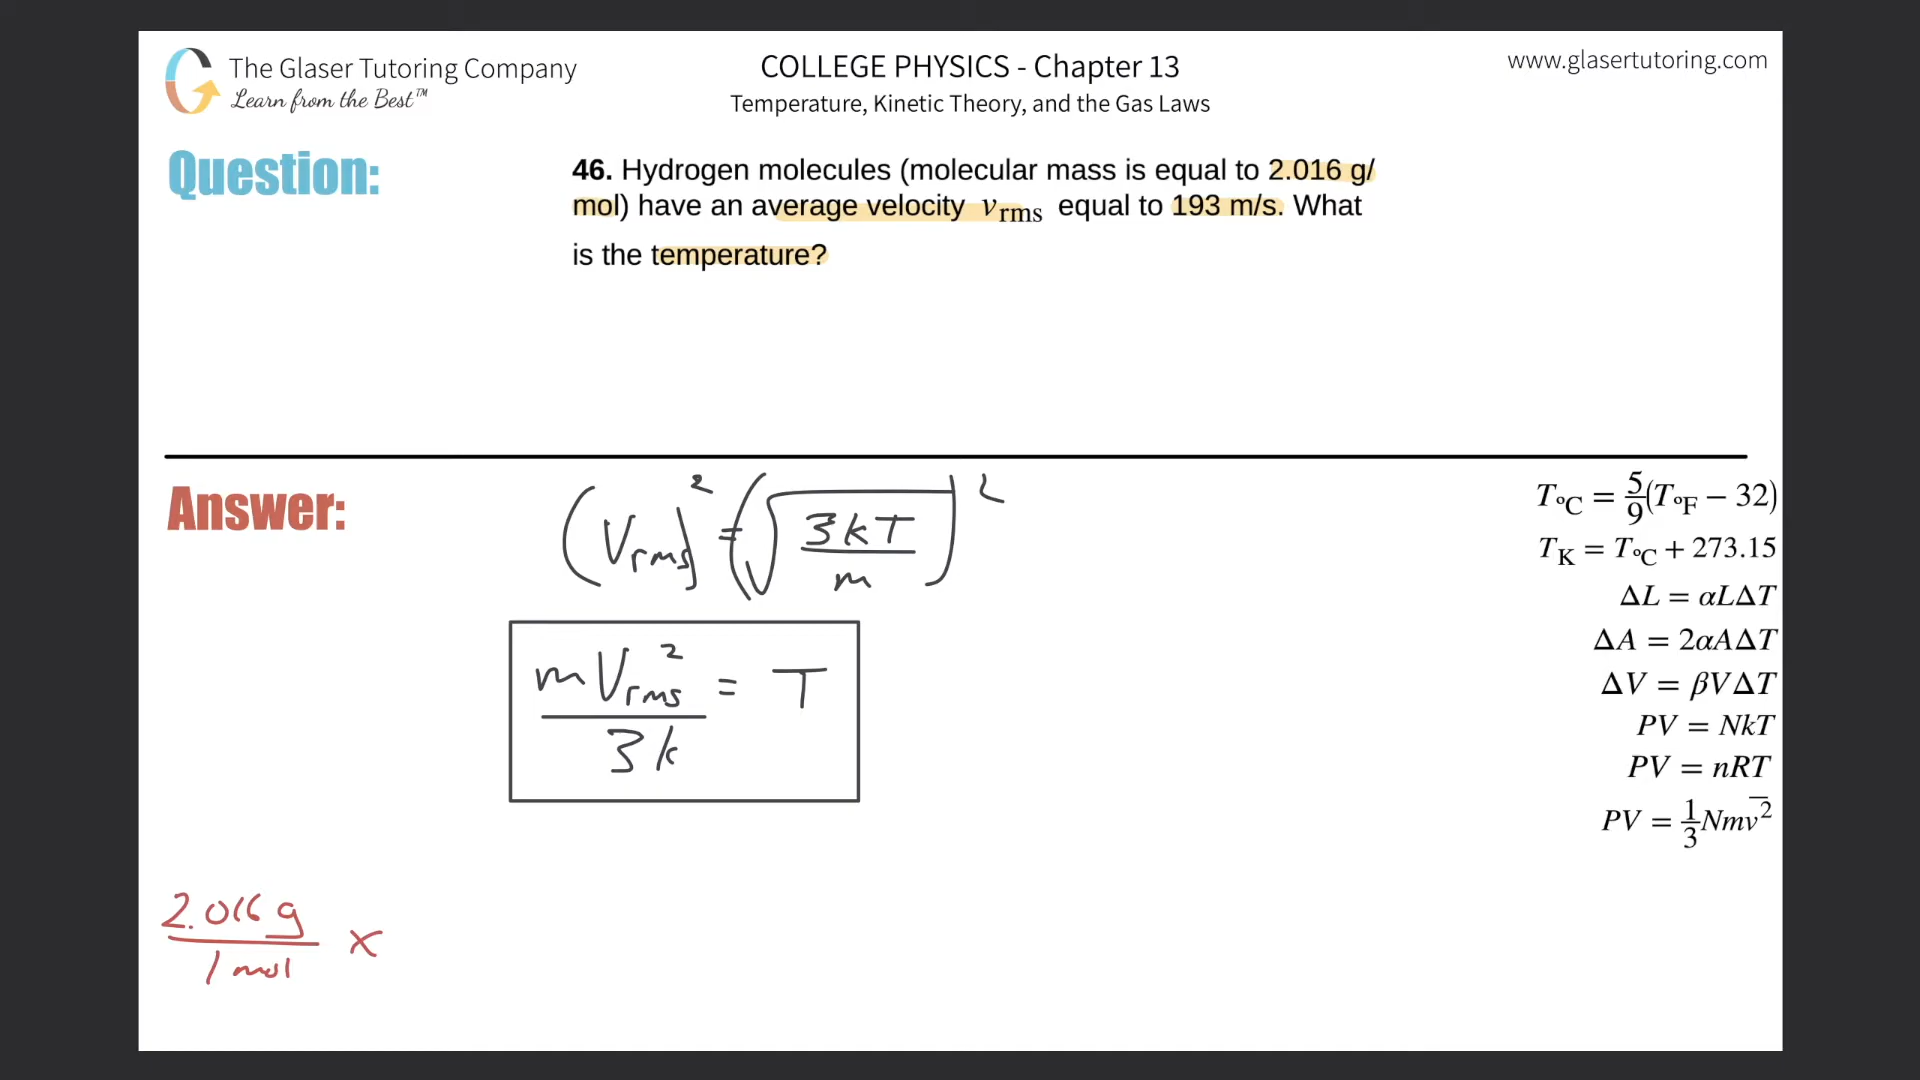 The Glaser Tutoring Company
Learn from the Best™
COLLEGE PHYSICS - Chapter 13
Temperature, Kinetic Theory, and the Gas Laws
www.glasertutoring.com
Question:
46. Hydrogen molecules (molecular mass is equal to 2.016 g/
mol) have an average velocity v_rms equal to 193 m/s. What
is the temperature?
Answer:
(V_rms)² = (√(3kT/m))²
mV_rms²/3k = T
2.016 g/1 mol ×
T_°C = 5/9(T_°F − 32)
T_K = T_°C + 273.15
ΔL = αLΔT
ΔA = 2αAΔT
ΔV = βVΔT
PV = NkT
PV = nRT
PV = 1/3Nmv̅²